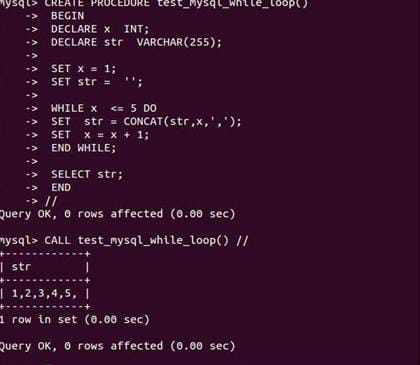 mysql> CREATE PROCEDURE test_mysql_while_loop()
    ->  BEGIN
    ->  DECLARE x  INT;
    ->  DECLARE str  VARCHAR(255);
    ->
    ->  SET x = 1;
    ->  SET str =  '';
    ->
    ->  WHILE x  <= 5 DO
    ->  SET  str = CONCAT(str,x,',');
    ->  SET  x = x + 1;
    ->  END WHILE;
    ->
    ->  SELECT str;
    ->  END
    -> //
Query OK, 0 rows affected (0.00 sec)

mysql> CALL test_mysql_while_loop() //
+------------+
| str        |
+------------+
| 1,2,3,4,5, |
+------------+
1 row in set (0.00 sec)

Query OK, 0 rows affected (0.00 sec)